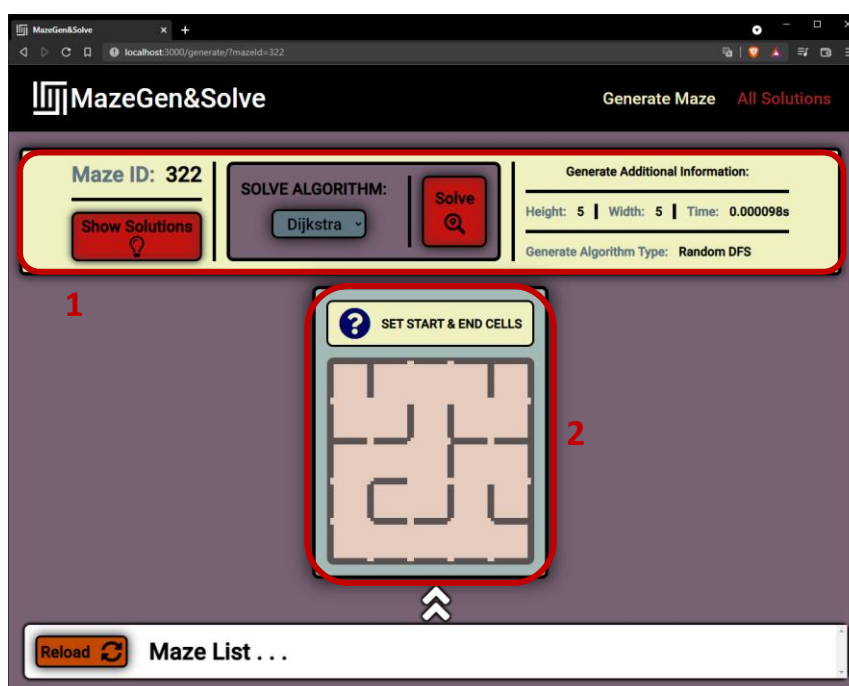 MazeGen&Solve
localhost:3000/generate/?mazeId=322
MazeGen&Solve
Generate Maze All Solutions
Maze ID: 322
Show Solutions
SOLVE ALGORITHM:
Dijkstra
Solve
Generate Additional Information:
Height: 5 Width: 5 Time: 0.000098s
Generate Algorithm Type: Random DFS
1
SET START & END CELLS
2
Reload
Maze List . . .